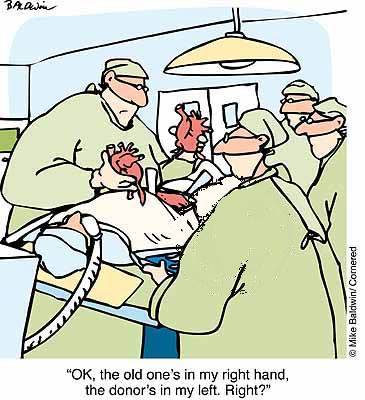 BALDWIN
"OK, the old one's in my right hand,
the donor's in my left. Right?"
© Mike Baldwin/ Cornered